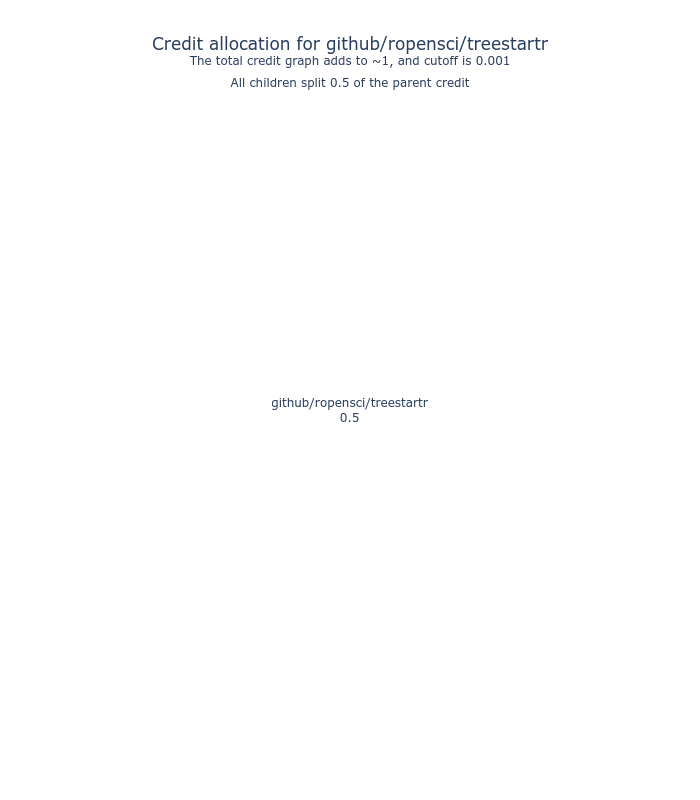 Credit allocation for github/ropensci/treestartr
The total credit graph adds to ~1, and cutoff is 0.001
All children split 0.5 of the parent credit
github/ropensci/treestartr
0.5